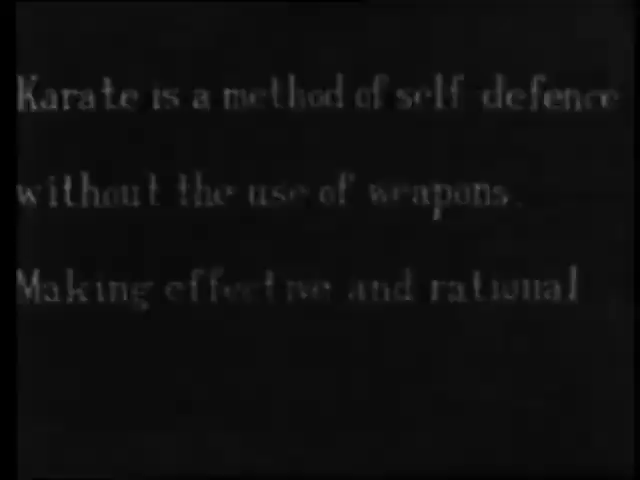 Karate is a method of self defence
without the use of weapons.
Making effective and rational